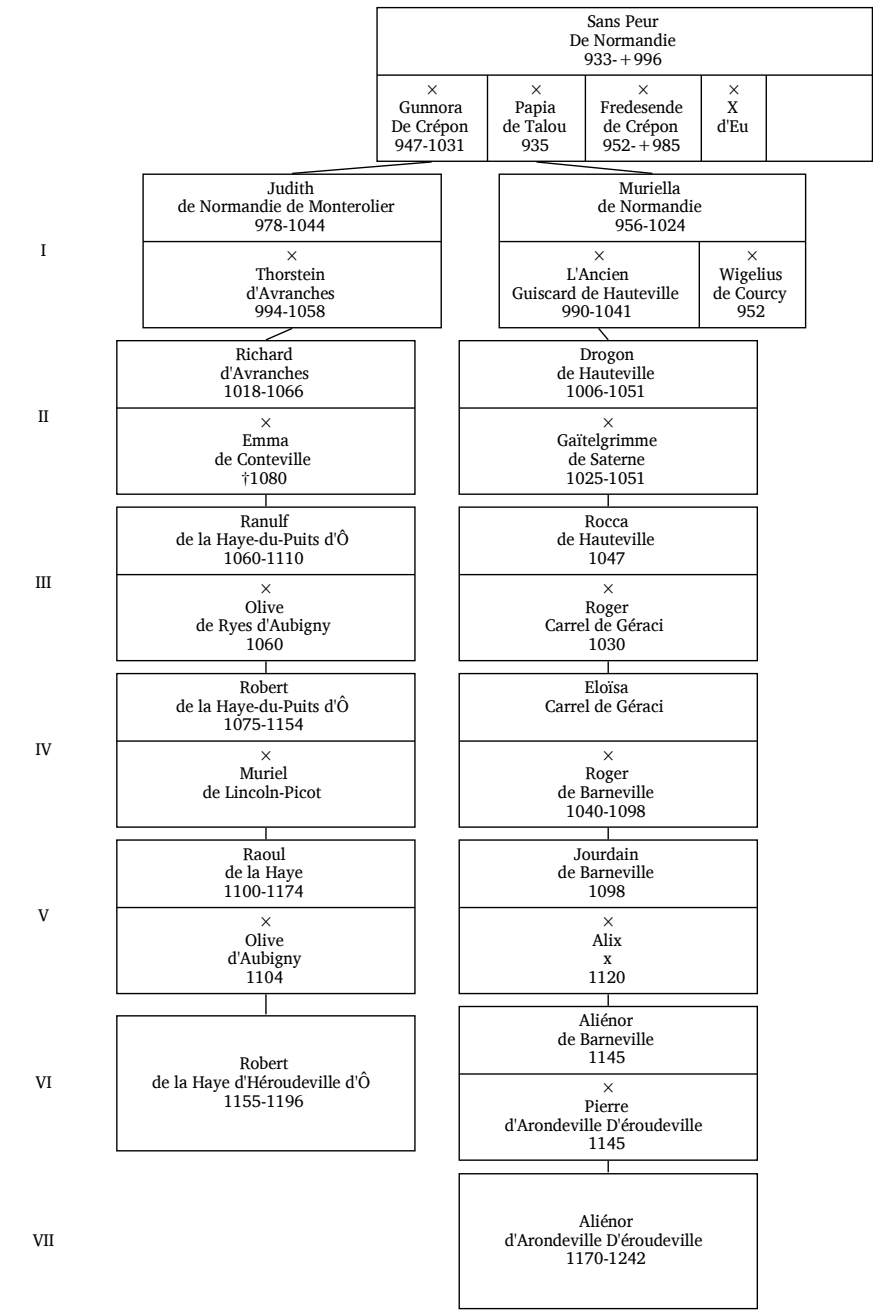 Sans Peur
De Normandie
933-+996
×
Gunnora
De Crépon
947-1031
×
Papia
de Talou
935
×
Fredesende
de Crépon
952-+985
×
X
d'Eu
I
Judith
de Normandie de Monterolier
978-1044
×
Thorstein
d'Avranches
994-1058
Muriella
de Normandie
956-1024
×
L'Ancien
Guiscard de Hauteville
990-1041
×
Wigelius
de Courcy
952
II
Richard
d'Avranches
1018-1066
×
Emma
de Conteville
†1080
Drogon
de Hauteville
1006-1051
×
Gaïtelgrimme
de Saterne
1025-1051
III
Ranulf
de la Haye-du-Puits d'Ô
1060-1110
×
Olive
de Ryes d'Aubigny
1060
Rocca
de Hauteville
1047
×
Roger
Carrel de Géraci
1030
IV
Robert
de la Haye-du-Puits d'Ô
1075-1154
×
Muriel
de Lincoln-Picot
Eloïsa
Carrel de Géraci
×
Roger
de Barneville
1040-1098
V
Raoul
de la Haye
1100-1174
×
Olive
d'Aubigny
1104
Jourdain
de Barneville
1098
×
Alix
x
1120
VI
Robert
de la Haye d'Héroudeville d'Ô
1155-1196
Aliénor
de Barneville
1145
×
Pierre
d'Arondeville D'éroudeville
1145
VII
Aliénor
d'Arondeville D'éroudeville
1170-1242